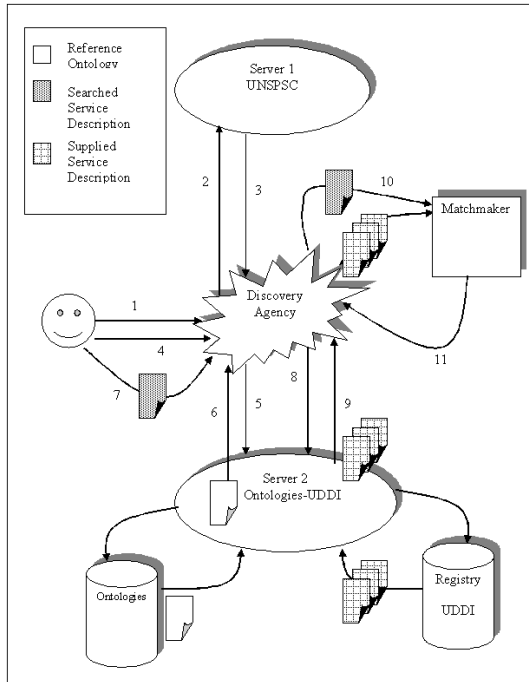 Reference
Ontology
Searched
Service
Description
Supplied
Service
Description
Server 1
UNSPSC
2
3
10
Matchmaker
Discovery
Agency
1
4
7
11
6
5
8
9
Server 2
Ontologies-UDDI
Ontologies
Registry
UDDI